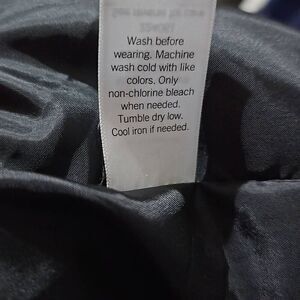 Wash before
wearing. Machine
wash cold with like
colors. Only
non-chlorine bleach
when needed.
Tumble dry low.
Cool iron if needed.